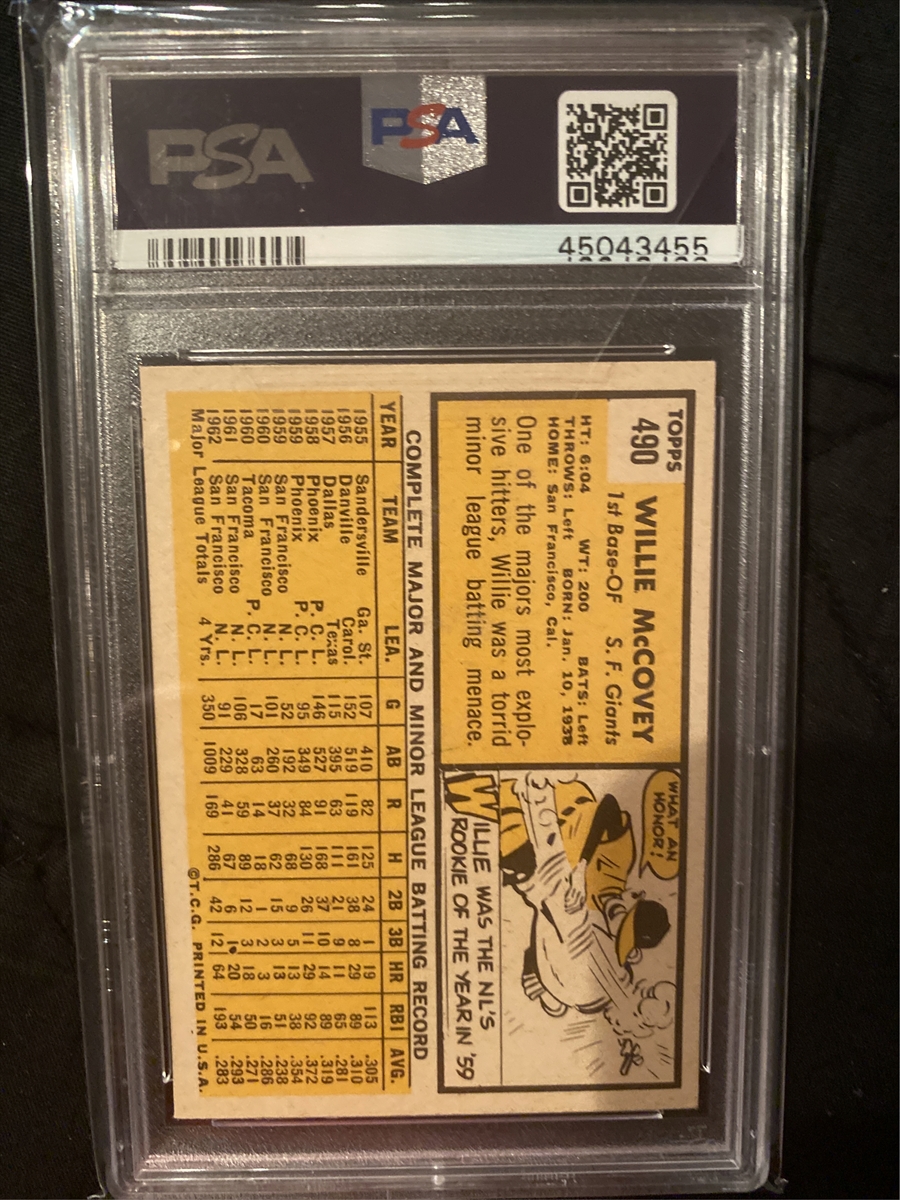 PSA
PSA
45043455
TOPPS
490
WILLIE McCOVEY
1st Base-OF S. F. Giants
HT: 6:04 WT: 200 BATS: Left
THROWS: Left BORN: Jan. 10, 1938
HOME: San Francisco, Cal.
One of the majors most explo-
sive hitters, Willie was a torrid
minor league batting menace.
WHAT AN
HONOR!
WILLIE WAS THE NL'S
ROOKIE OF THE YEAR IN '59
COMPLETE MAJOR AND MINOR LEAGUE BATTING RECORD
YEAR TEAM LEA. G AB R H 2B 3B HR RBI AVG.
1955 Sandersville Ga. St. 107 410 82 125 24 1 19 113 .305
1956 Danville Carol. 152 519 119 161 38 8 29 89 .310
1957 Dallas Texas 115 395 63 111 21 9 11 65 .281
1958 Phoenix P. C. L. 146 527 91 168 37 10 14 89 .319
1959 Phoenix P. C. L. 95 349 84 130 26 11 29 92 .372
1959 San Francisco N. L. 52 192 32 68 9 5 13 38 .354
1960 San Francisco N. L. 101 260 37 62 15 3 13 51 .238
1960 Tacoma P. C. L. 17 63 14 18 1 2 3 16 .286
1961 San Francisco N. L. 106 328 59 89 12 3 18 50 .271
1962 San Francisco N. L. 91 229 41 67 6 1 20 54 .293
Major League Totals 4 Yrs. 350 1009 169 286 42 12 64 193 .283
©T.C.G. PRINTED IN U.S.A.